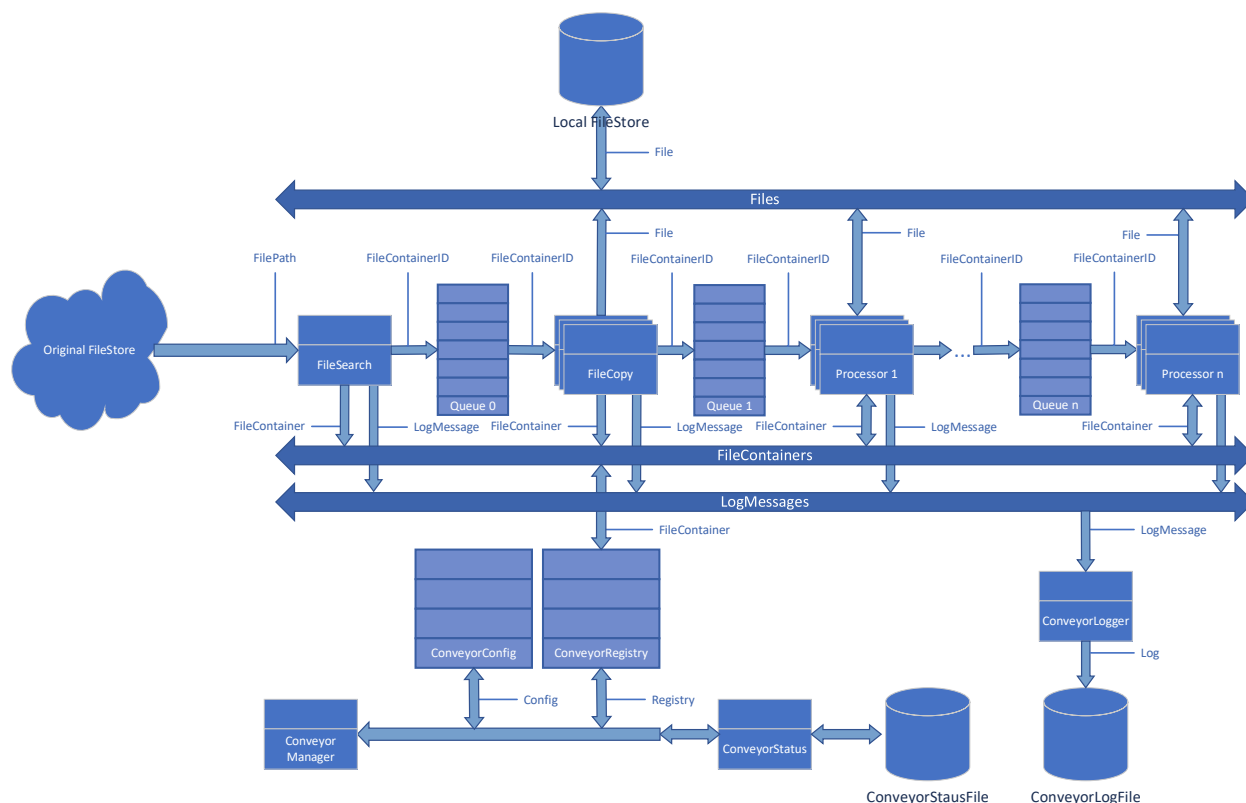 Local FileStore
File
Files
File
File
File
FilePath
FileContainerID
FileContainerID
FileContainerID
FileContainerID
FileContainerID
FileContainerID
Original FileStore
FileSearch
Queue 0
FileCopy
Queue 1
Processor 1
...
Queue n
Processor n
FileContainer
LogMessage
FileContainer
LogMessage
FileContainer
LogMessage
FileContainer
FileContainers
LogMessages
FileContainer
LogMessage
ConveyorConfig
ConveyorRegistry
ConveyorLogger
Log
Config
Registry
Conveyor
Manager
ConveyorStatus
ConveyorStausFile
ConveyorLogFile